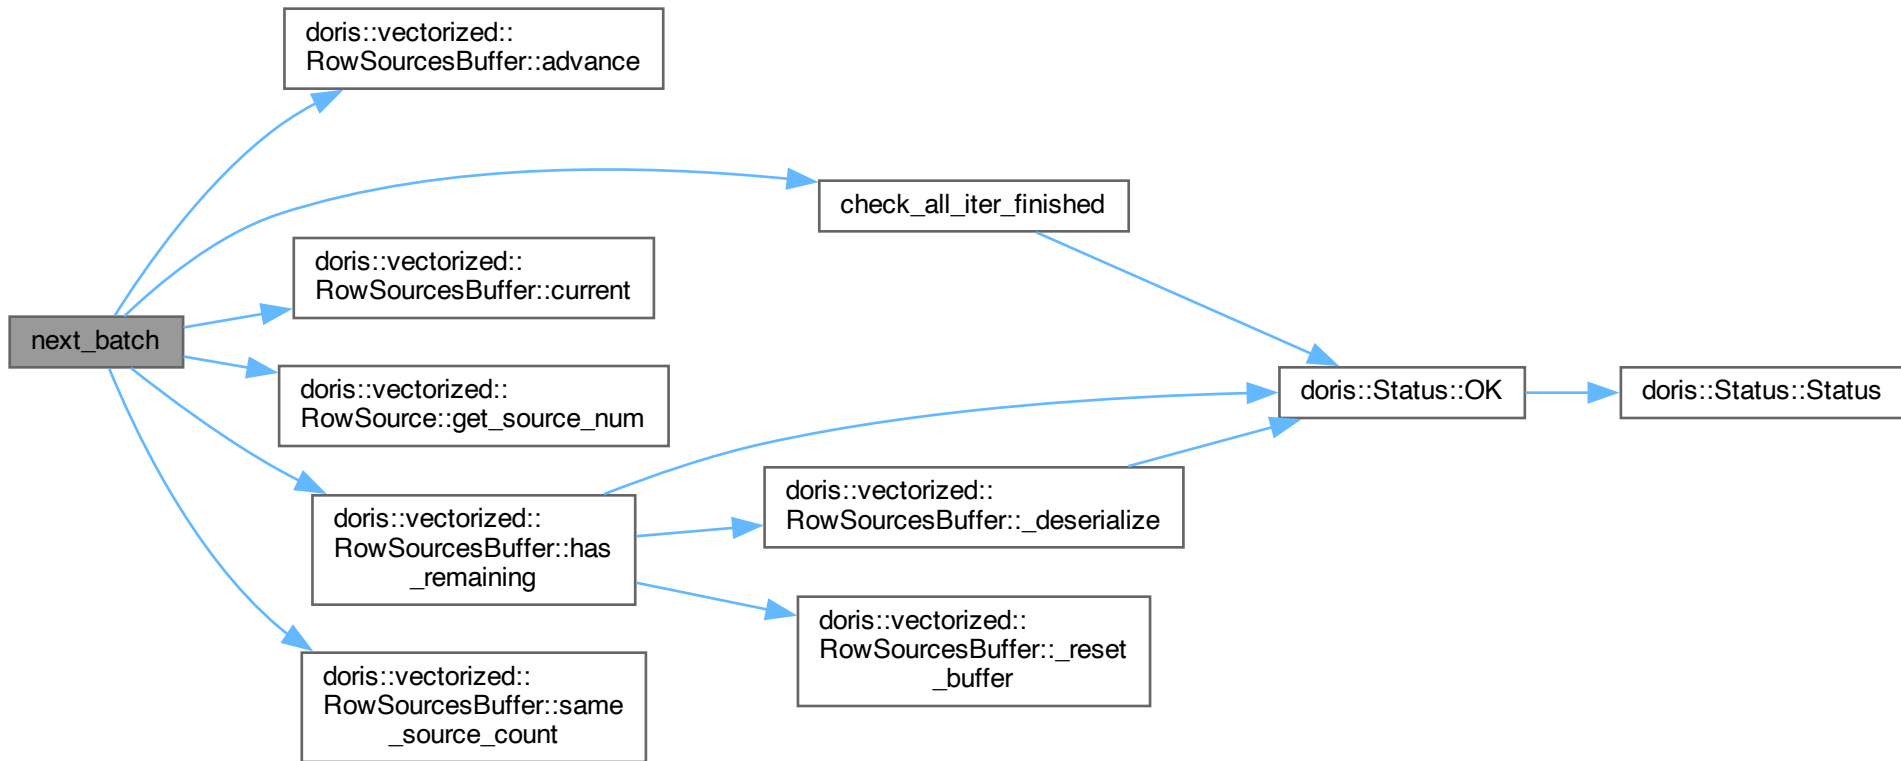 doris::vectorized::
RowSourcesBuffer::advance
check_all_iter_finished
doris::vectorized::
RowSourcesBuffer::current
next_batch
doris::vectorized::
RowSource::get_source_num
doris::Status::OK
doris::Status::Status
doris::vectorized::
RowSourcesBuffer::_deserialize
doris::vectorized::
RowSourcesBuffer::has
_remaining
doris::vectorized::
RowSourcesBuffer::_reset
_buffer
doris::vectorized::
RowSourcesBuffer::same
_source_count